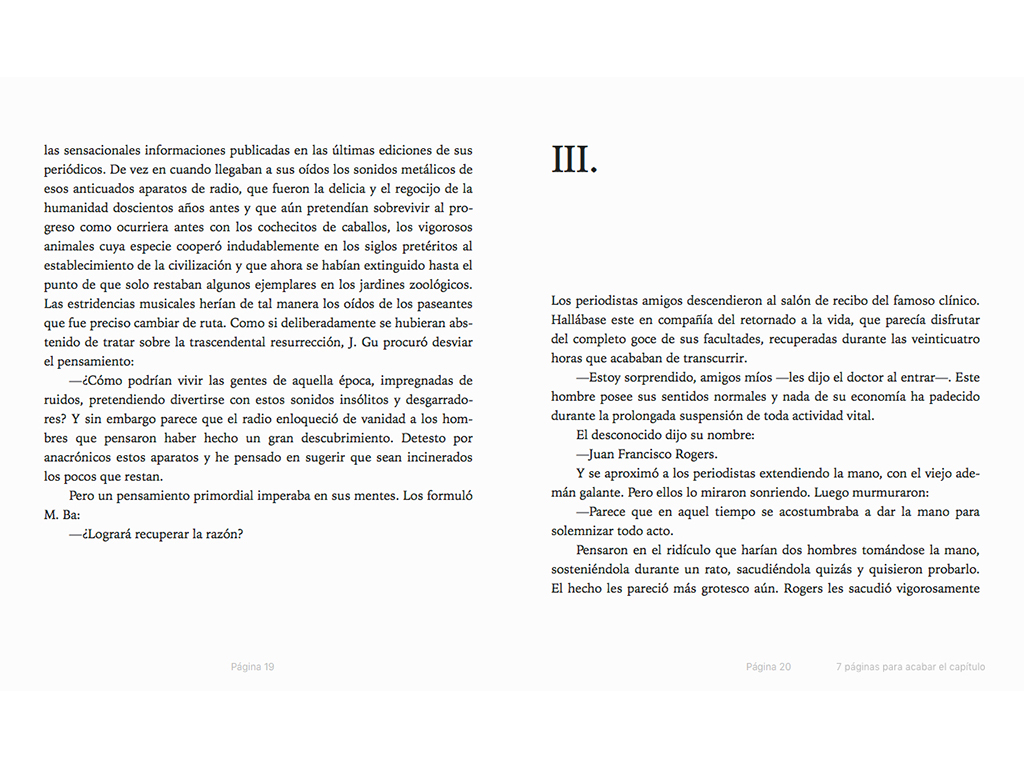 las sensacionales informaciones publicadas en las últimas ediciones de sus
periódicos. De vez en cuando llegaban a sus oídos los sonidos metálicos de
esos anticuados aparatos de radio, que fueron la delicia y el regocijo de la
humanidad doscientos años antes y que aún pretendían sobrevivir al pro-
greso como ocurriera antes con los cochecitos de caballos, los vigorosos
animales cuya especie cooperó indudablemente en los siglos pretéritos al
establecimiento de la civilización y que ahora se habían extinguido hasta el
punto de que solo restaban algunos ejemplares en los jardines zoológicos.
Las estridencias musicales herían de tal manera los oídos de los paseantes
que fue preciso cambiar de ruta. Como si deliberadamente se hubieran abs-
tenido de tratar sobre la trascendental resurrección, J. Gu procuró desviar
el pensamiento:
—¿Cómo podrían vivir las gentes de aquella época, impregnadas de
ruidos, pretendiendo divertirse con estos sonidos insólitos y desgarrado-
res? Y sin embargo parece que el radio enloqueció de vanidad a los hom-
bres que pensaron haber hecho un gran descubrimiento. Detesto por
anacrónicos estos aparatos y he pensado en sugerir que sean incinerados
los pocos que restan.
Pero un pensamiento primordial imperaba en sus mentes. Los formuló
M. Ba:
—¿Logrará recuperar la razón?
Página 19
III.
Los periodistas amigos descendieron al salón de recibo del famoso clínico.
Hallábase este en compañía del retornado a la vida, que parecía disfrutar
del completo goce de sus facultades, recuperadas durante las veinticuatro
horas que acababan de transcurrir.
—Estoy sorprendido, amigos míos —les dijo el doctor al entrar—. Este
hombre posee sus sentidos normales y nada de su economía ha padecido
durante la prolongada suspensión de toda actividad vital.
El desconocido dijo su nombre:
—Juan Francisco Rogers.
Y se aproximó a los periodistas extendiendo la mano, con el viejo ade-
mán galante. Pero ellos lo miraron sonriendo. Luego murmuraron:
—Parece que en aquel tiempo se acostumbraba a dar la mano para
solemnizar todo acto.
Pensaron en el ridículo que harían dos hombres tomándose la mano,
sosteniéndola durante un rato, sacudiéndola quizás y quisieron probarlo.
El hecho les pareció más grotesco aún. Rogers les sacudió vigorosamente
Página 20
7 páginas para acabar el capítulo